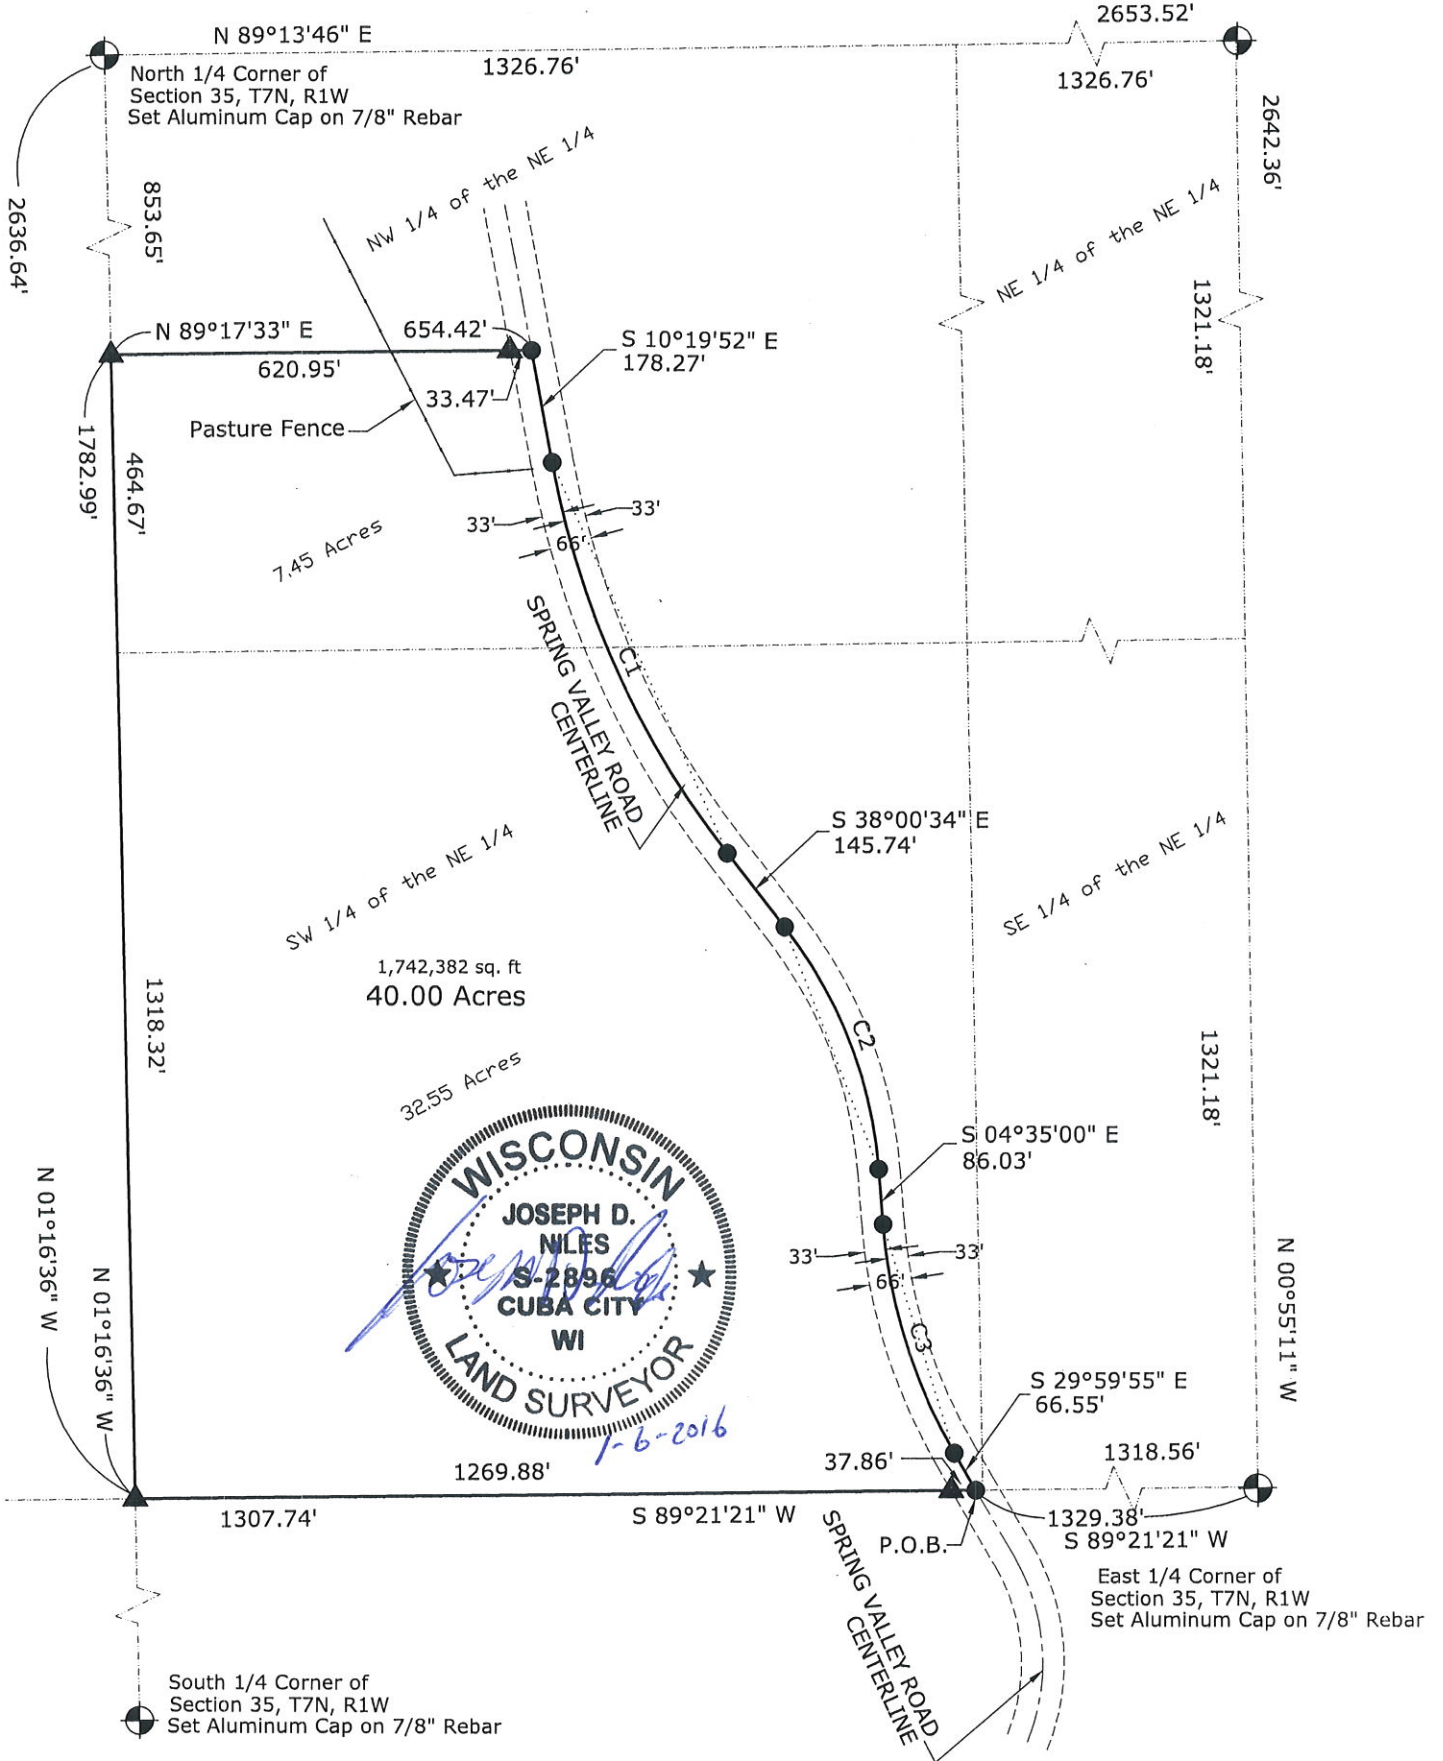 2653.52'
N 89°13'46" E
1326.76'
1326.76'
North 1/4 Corner of
Section 35, T7N, R1W
Set Aluminum Cap on 7/8" Rebar
2642.36'
2636.64'
853.65'
NW 1/4 of the NE 1/4
NE 1/4 of the NE 1/4
1321.18'
N 89°17'33" E
654.42'
620.95'
33.47'
S 10°19'52" E
178.27'
Pasture Fence
1782.99'
464.67'
7.45 Acres
33'
33'
66'
C1
SPRING VALLEY ROAD
CENTERLINE
S 38°00'34" E
145.74'
SW 1/4 of the NE 1/4
SE 1/4 of the NE 1/4
1,742,382 sq. ft
40.00 Acres
1318.32'
32.55 Acres
C2
1321.18'
S 04°35'00" E
86.03'
WISCONSIN
JOSEPH D.
NILES
S-2896
CUBA CITY
WI
LAND SURVEYOR
1-6-2016
33'
33'
66'
C3
N 01°16'36" W
N 01°16'36" W
N 00°55'11" W
S 29°59'55" E
66.55'
37.86'
1318.56'
1269.88'
1307.74'
S 89°21'21" W
P.O.B.
1329.38'
S 89°21'21" W
SPRING VALLEY ROAD
CENTERLINE
East 1/4 Corner of
Section 35, T7N, R1W
Set Aluminum Cap on 7/8" Rebar
South 1/4 Corner of
Section 35, T7N, R1W
Set Aluminum Cap on 7/8" Rebar